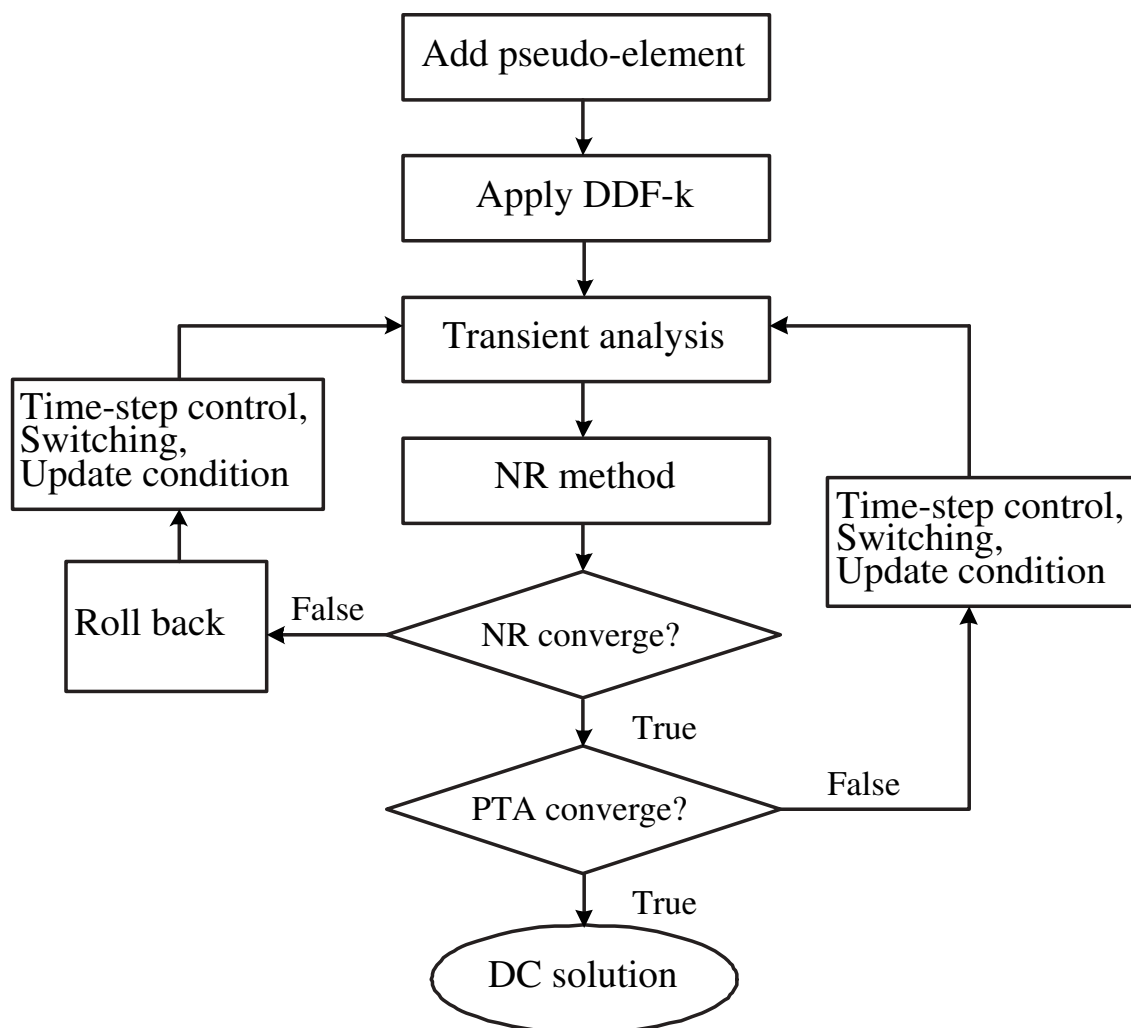 Add pseudo-element
Apply DDF-k
Transient analysis
Time-step control,
Switching,
Update condition
NR method
Time-step control,
Switching,
Update condition
Roll back
False
NR converge?
True
PTA converge?
False
True
DC solution